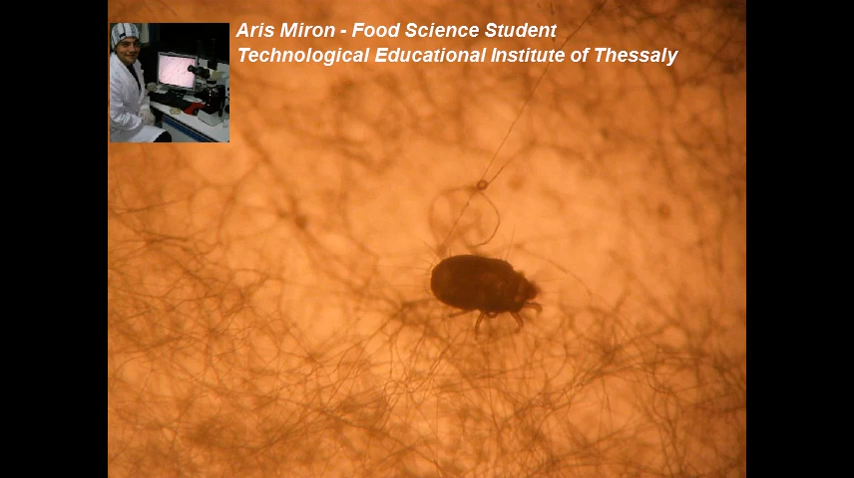 Aris Miron - Food Science Student
Technological Educational Institute of Thessaly